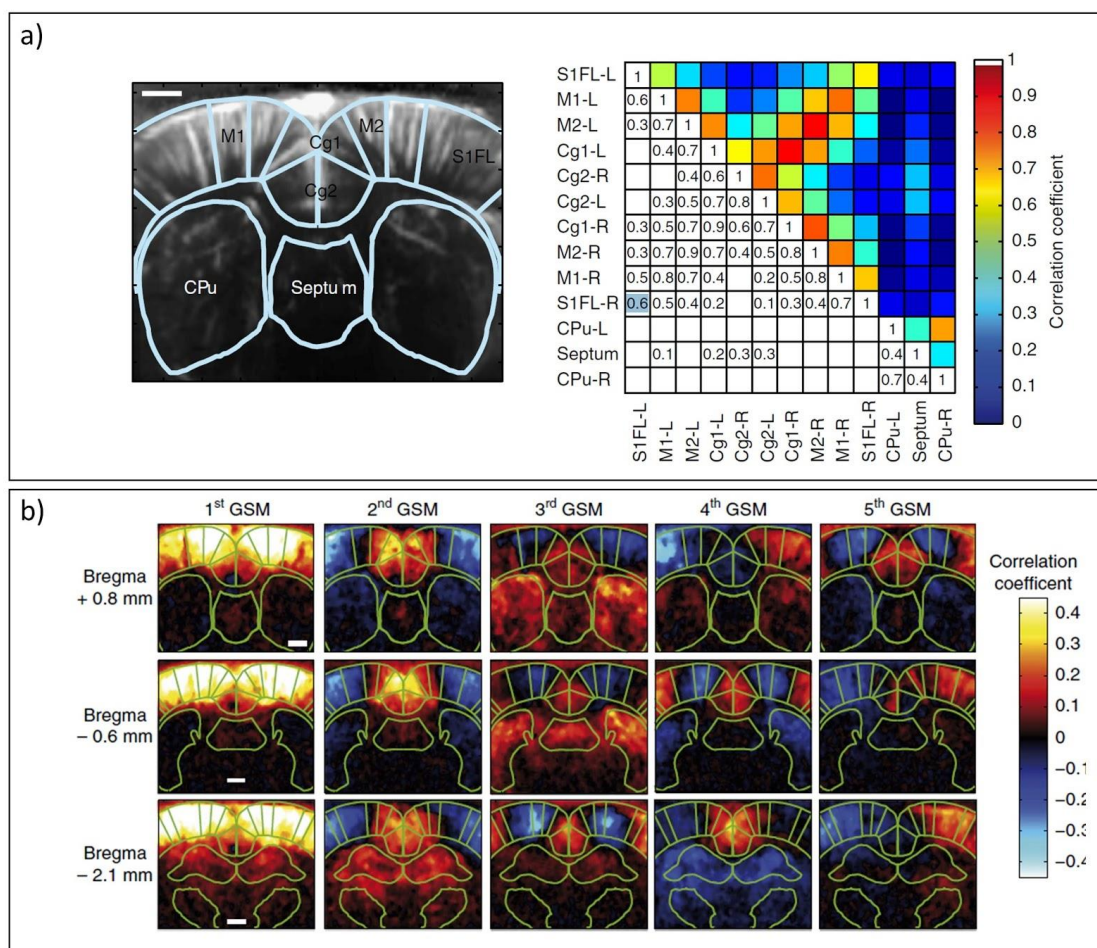 a)
M1
M2
Cg1
S1FL
Cg2
CPu
Septum
S1FL-L 1
M1-L 0.6 1
M2-L 0.3 0.7 1
Cg1-L 0.4 0.7 1
Cg2-R 0.4 0.6 1
Cg2-L 0.3 0.5 0.7 0.8 1
Cg1-R 0.3 0.5 0.7 0.9 0.6 0.7 1
M2-R 0.3 0.7 0.9 0.7 0.4 0.5 0.8 1
M1-R 0.5 0.8 0.7 0.4 0.2 0.5 0.8 1
S1FL-R 0.6 0.5 0.4 0.2 0.1 0.3 0.4 0.7 1
CPu-L 1
Septum 0.1 0.2 0.3 0.3 0.4 1
CPu-R 0.7 0.4 1
S1FL-L M1-L M2-L Cg1-L Cg2-R Cg2-L Cg1-R M2-R M1-R S1FL-R CPu-L Septum CPu-R
1
0.9
0.8
0.7
0.6
0.5
0.4
0.3
0.2
0.1
0
Correlation coefficient
b)
1st GSM 2nd GSM 3rd GSM 4th GSM 5th GSM
Bregma
+ 0.8 mm
Bregma
– 0.6 mm
Bregma
– 2.1 mm
Correlation
coefficent
0.4
0.3
0.2
0.1
0
–0.1
–0.2
–0.3
–0.4